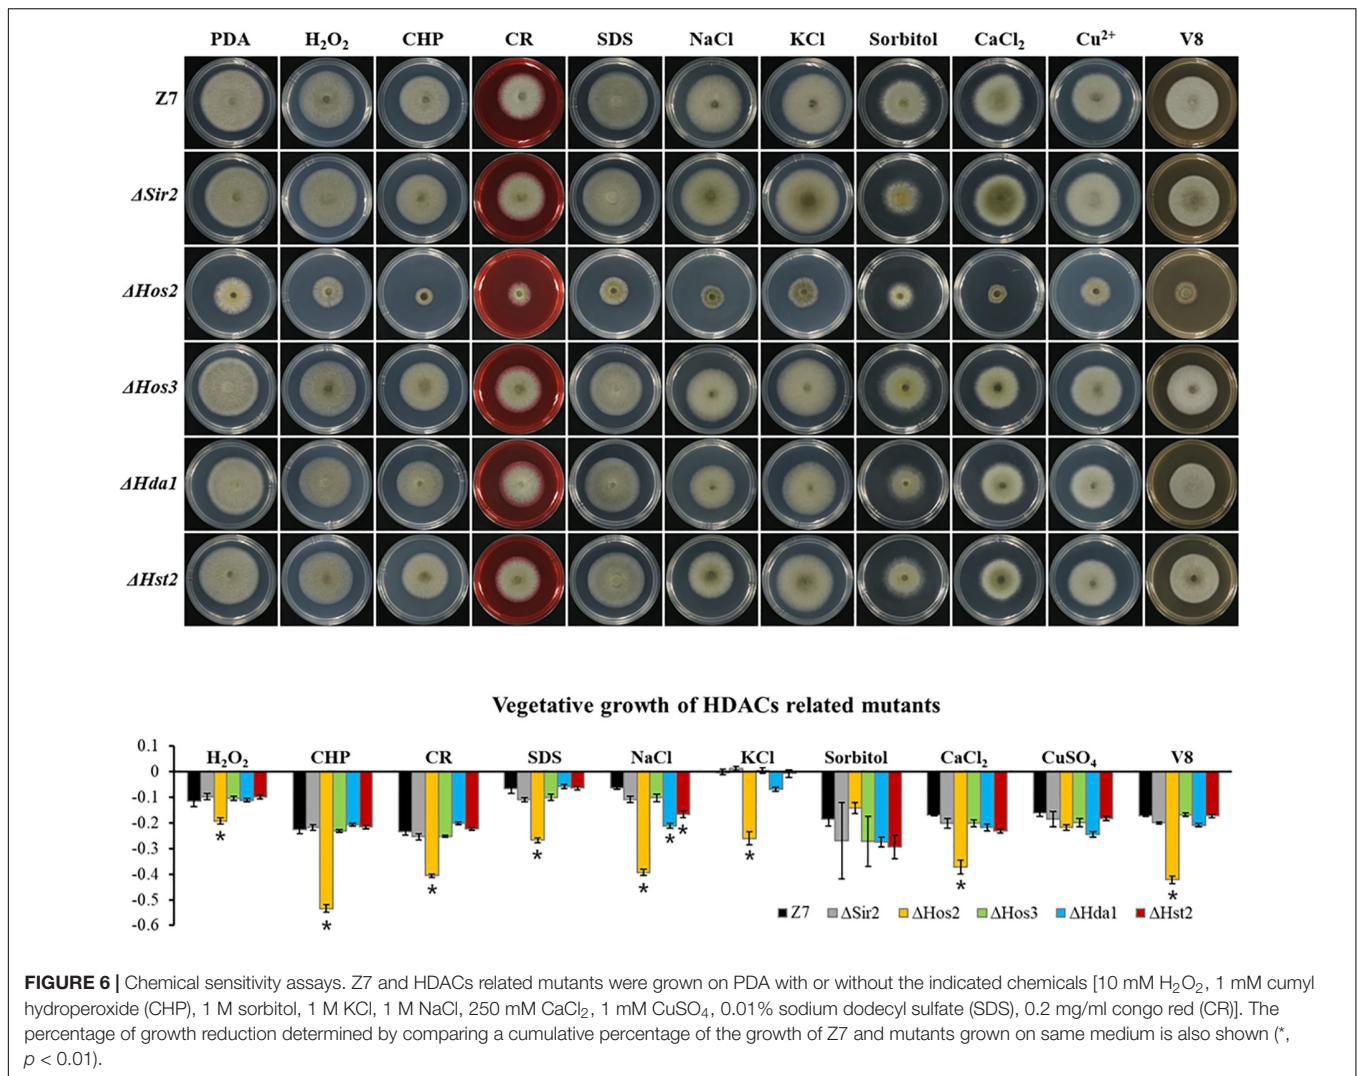 PDA H₂O₂ CHP CR SDS NaCl KCl Sorbitol CaCl₂ Cu²⁺ V8
Z7
ΔSir2
ΔHos2
ΔHos3
ΔHda1
ΔHst2
Vegetative growth of HDACs related mutants
H₂O₂ CHP CR SDS NaCl KCl Sorbitol CaCl₂ CuSO₄ V8
0.1
0
-0.1
-0.2
-0.3
-0.4
-0.5
-0.6
* * * * * * * * * *
Z7 ΔSir2 ΔHos2 ΔHos3 ΔHda1 ΔHst2
FIGURE 6 | Chemical sensitivity assays. Z7 and HDACs related mutants were grown on PDA with or without the indicated chemicals [10 mM H₂O₂, 1 mM cumyl
hydroperoxide (CHP), 1 M sorbitol, 1 M KCl, 1 M NaCl, 250 mM CaCl₂, 1 mM CuSO₄, 0.01% sodium dodecyl sulfate (SDS), 0.2 mg/ml congo red (CR)]. The
percentage of growth reduction determined by comparing a cumulative percentage of the growth of Z7 and mutants grown on same medium is also shown (*,
p < 0.01).